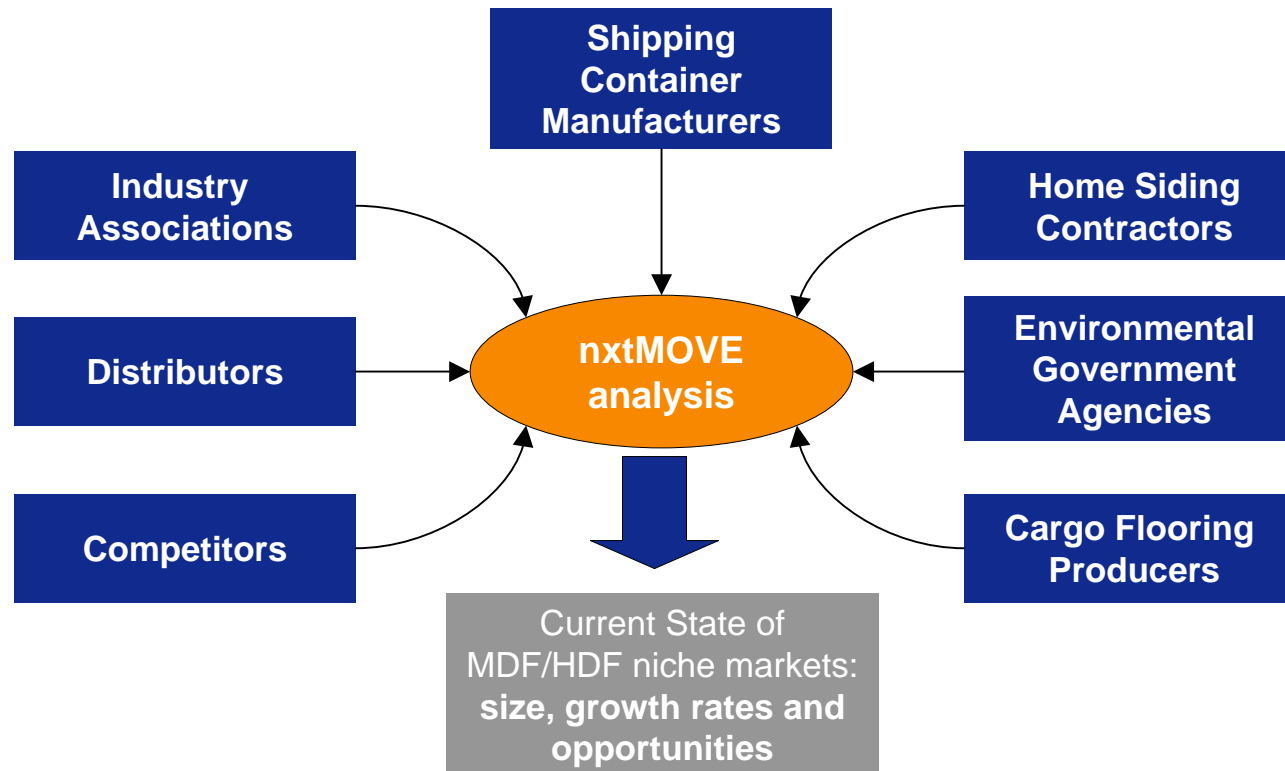 Shipping
Container
Manufacturers
Industry
Associations
Home Siding
Contractors
Distributors
nxtMOVE
analysis
Environmental
Government
Agencies
Competitors
Cargo Flooring
Producers
Current State of
MDF/HDF niche markets:
size, growth rates and
opportunities